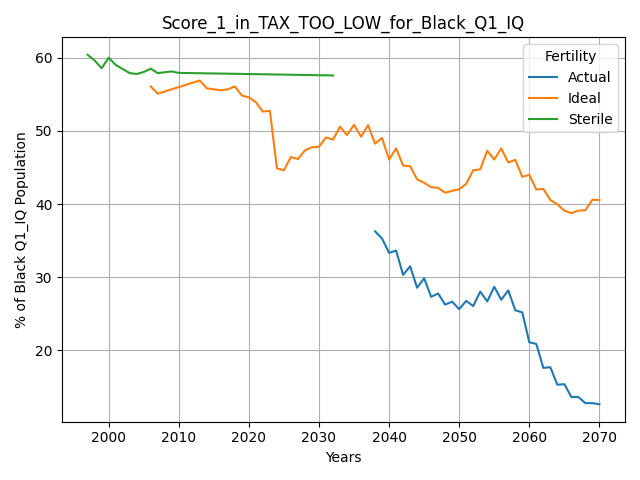 Score_1_in_TAX_TOO_LOW_for_Black_Q1_IQ
% of Black Q1_IQ Population
60
50
40
30
20
Fertility
Actual
Ideal
Sterile
2000 2010 2020 2030 2040 2050 2060 2070
Years